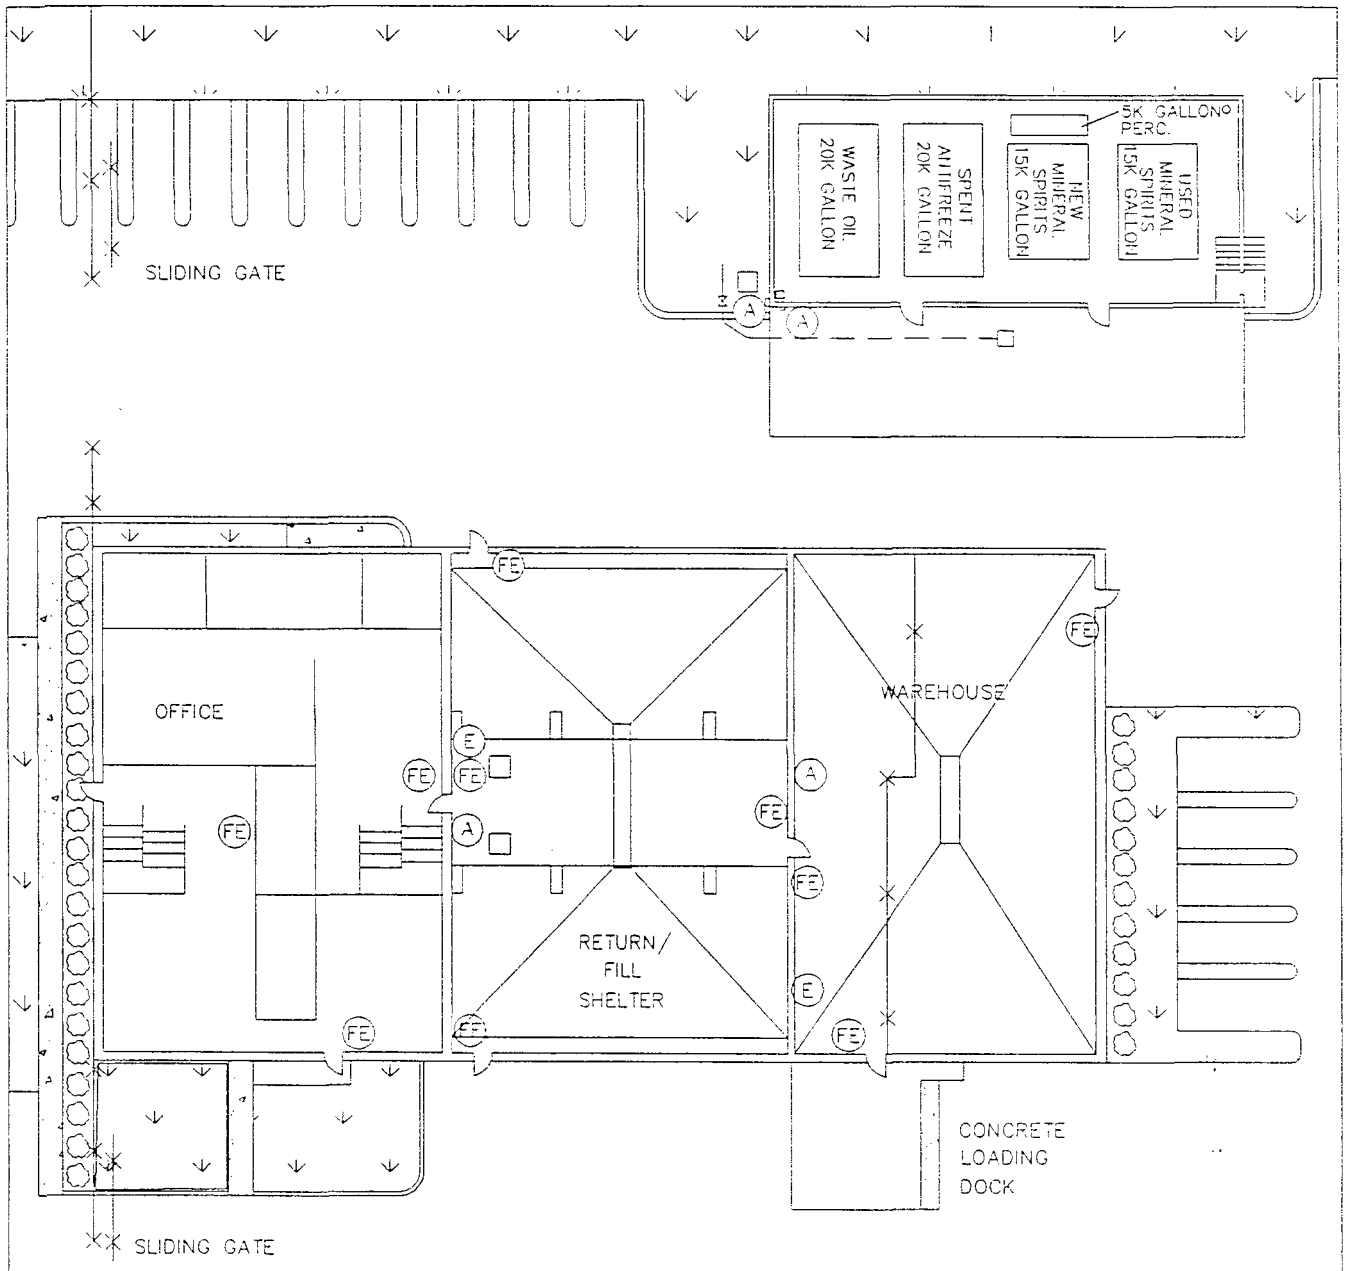 5K GALLON
PERC.
WASTE OIL
20K GALLON
SPENT
ANTIFREEZE
20K GALLON
NEW
MINERAL
SPIRITS
15K GALLON
USED
MINERAL
SPIRITS
15K GALLON
SLIDING GATE
A
A
FE
FE
WAREHOUSE
OFFICE
E
FE
FE
A
FE
FE
A
FE
RETURN/
FILL
SHELTER
E
FE
FE
FE
CONCRETE
LOADING
DOCK
SLIDING GATE